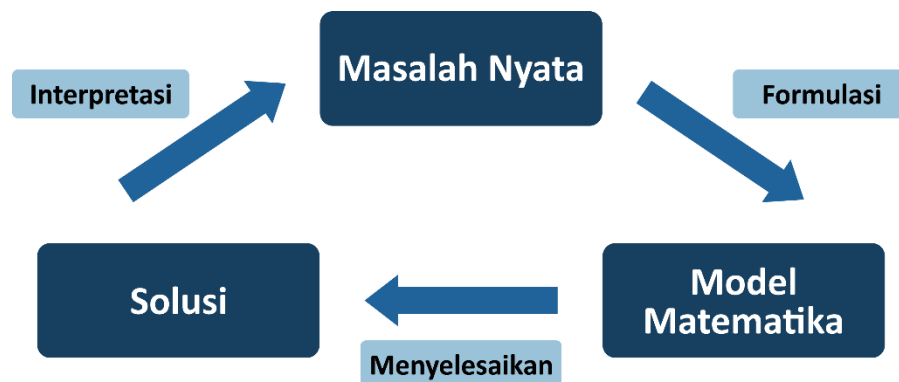 Masalah Nyata
Interpretasi
Formulasi
Solusi
Model
Matematika
Menyelesaikan